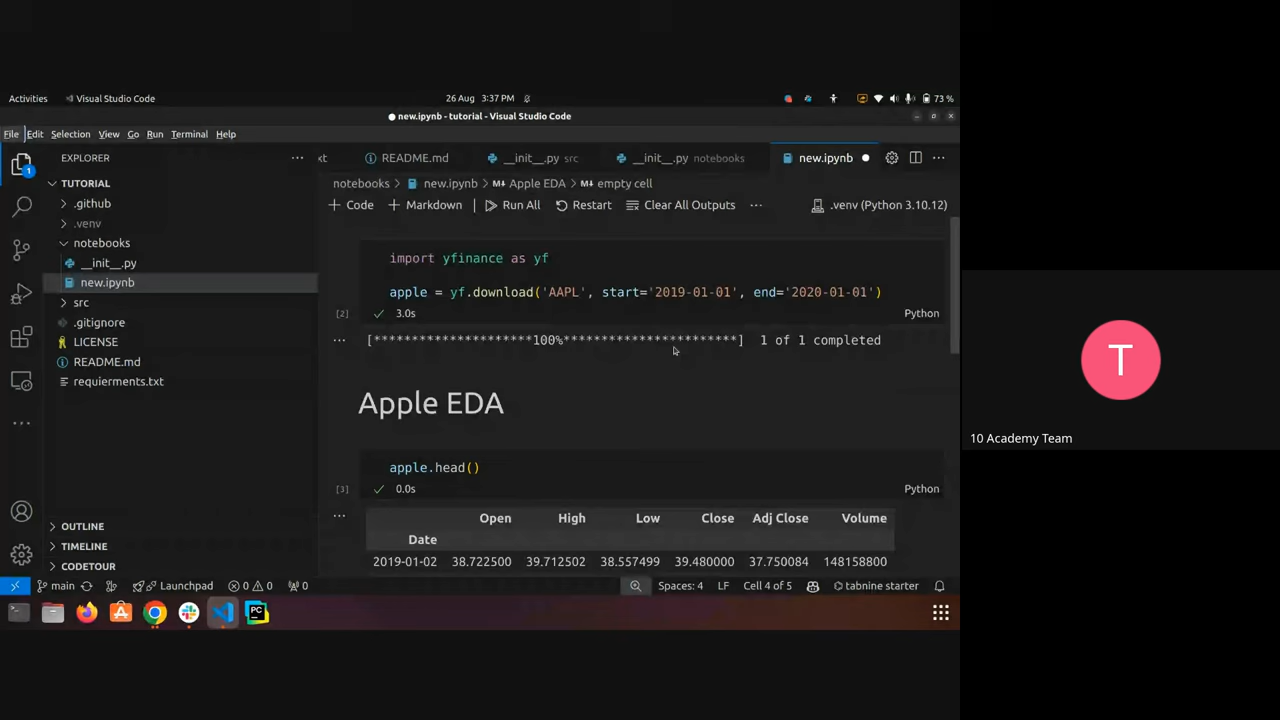 Activities
Visual Studio Code
26 Aug 3:37 PM
73 %
new.ipynb - tutorial - Visual Studio Code
File Edit Selection View Go Run Terminal Help
EXPLORER
xt README.md __init__.py src __init__.py notebooks new.ipynb
TUTORIAL
notebooks > new.ipynb > Apple EDA > empty cell
.github
+ Code + Markdown Run All Restart Clear All Outputs ... .venv (Python 3.10.12)
.venv
notebooks
__init__.py
new.ipynb
src
.gitignore
LICENSE
README.md
requierments.txt
import yfinance as yf
apple = yf.download('AAPL', start='2019-01-01', end='2020-01-01')
[2] 3.0s Python
[*********************100%***********************] 1 of 1 completed
Apple EDA
apple.head()
[3] 0.0s Python
Open High Low Close Adj Close Volume
Date
2019-01-02 38.722500 39.712502 38.557499 39.480000 37.750084 148158800
OUTLINE
TIMELINE
CODETOUR
1
main Launchpad 0 0 0 Spaces: 4 LF Cell 4 of 5 tabnine starter
PC
T
10 Academy Team